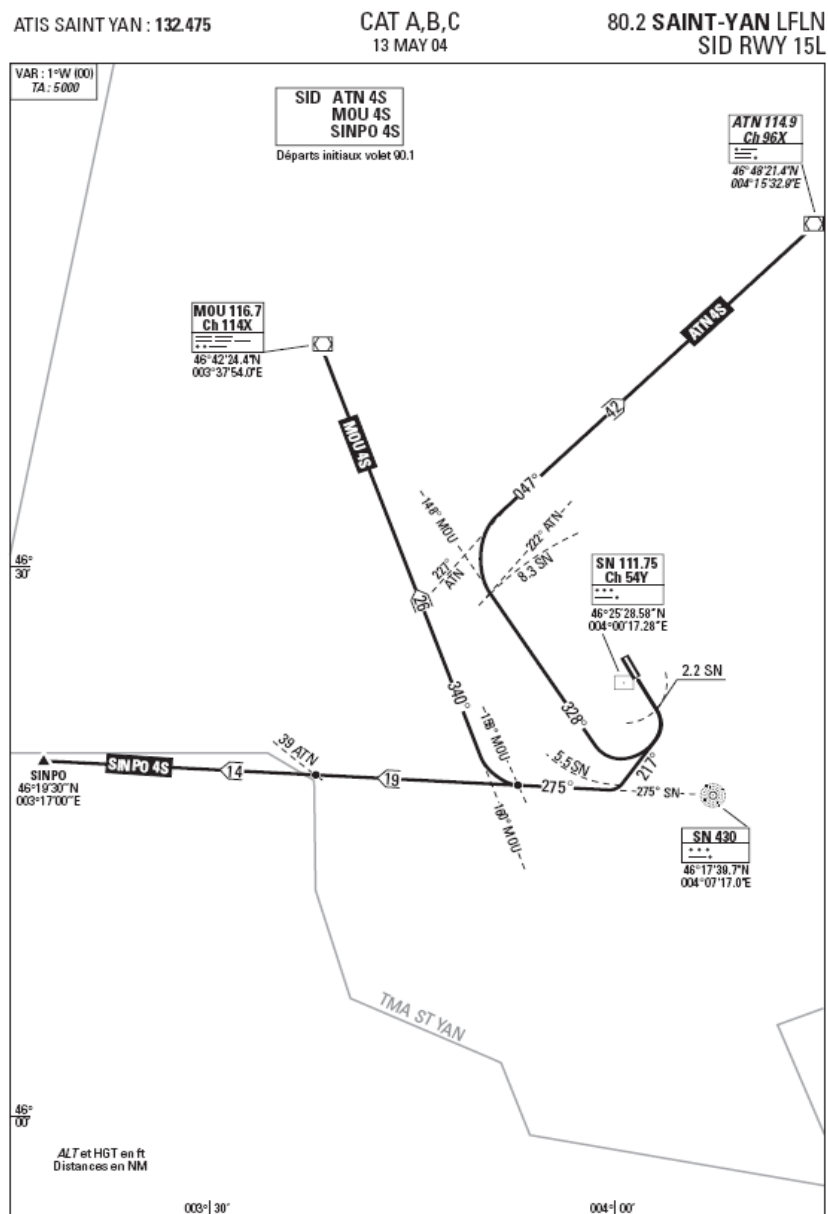 ATIS SAINT YAN : 132.475
CAT A,B,C
13 MAY 04
80.2 SAINT-YAN LFLN
SID RWY 15L
VAR : 1°W (00)
TA : 5000
SID ATN 4S
MOU 4S
SINPO 4S
Départs initiaux volet 90.1
ATN 114.9
Ch 96X
46°48'21.4"N
004°15'32.9"E
MOU 116.7
Ch 114X
46°42'24.4"N
003°37'54.0"E
ATN 4S
MOU 4S
42
047°
148° MOU
222° ATN
227°
ATN
8.3 SN
46°
30'
26
SN 111.75
Ch 54Y
46°25'28.58"N
004°00'17.28"E
2.2 SN
340°
328°
158° MOU
217°
39 ATN
5.5 SN
SINPO 4S
14
19
275°
275° SN
SINPO
46°19'30"N
003°17'00"E
160° MOU
SN 430
46°17'39.7"N
004°07'17.0"E
TMA ST YAN
46°
00'
ALT et HGT en ft
Distances en NM
003° 30'
004° 00'